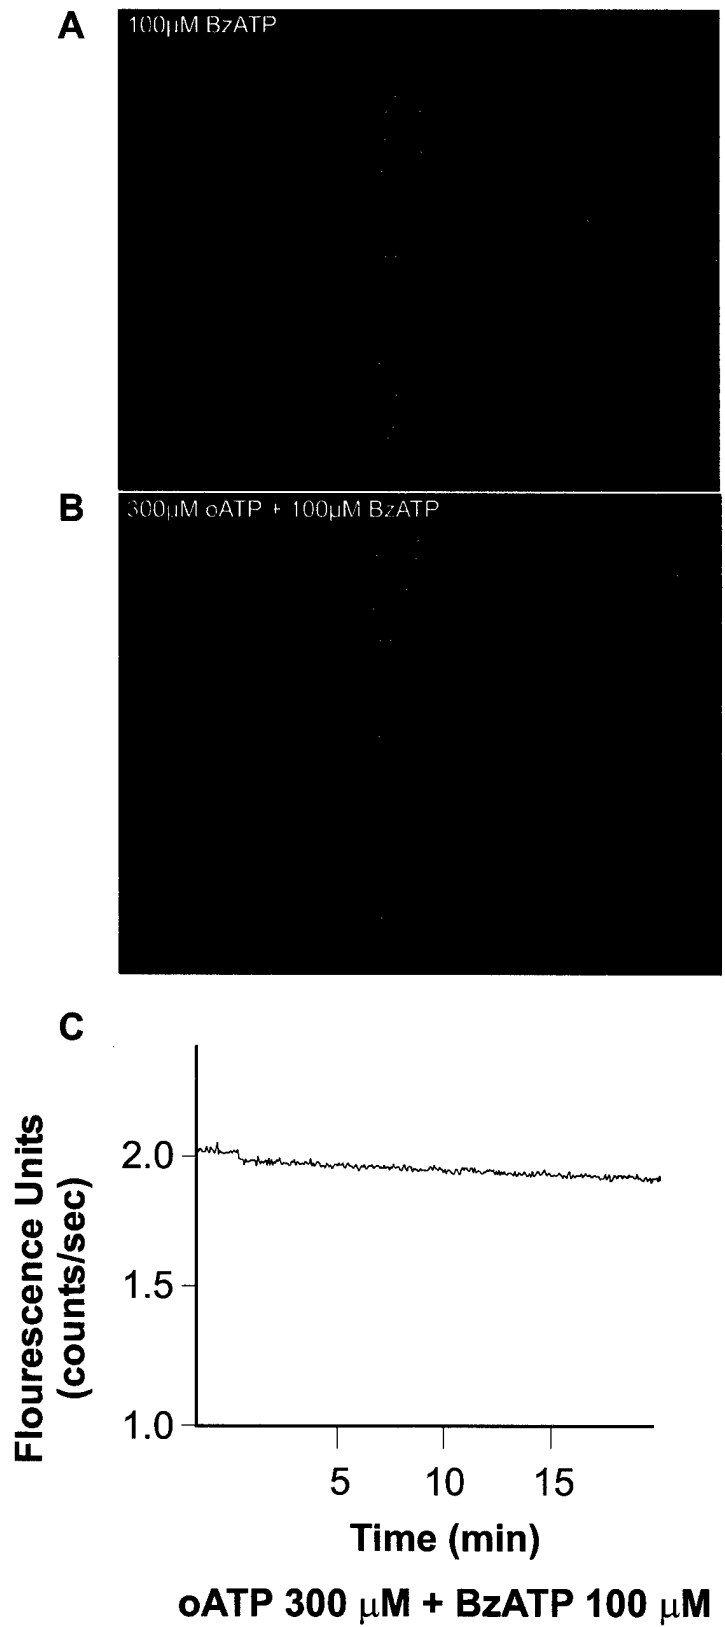 A
100µM BzATP
B
300µM oATP + 100µM BzATP
C
Flourescence Units
(counts/sec)
2.0
1.5
1.0
5 10 15
Time (min)
oATP 300 µM + BzATP 100 µM